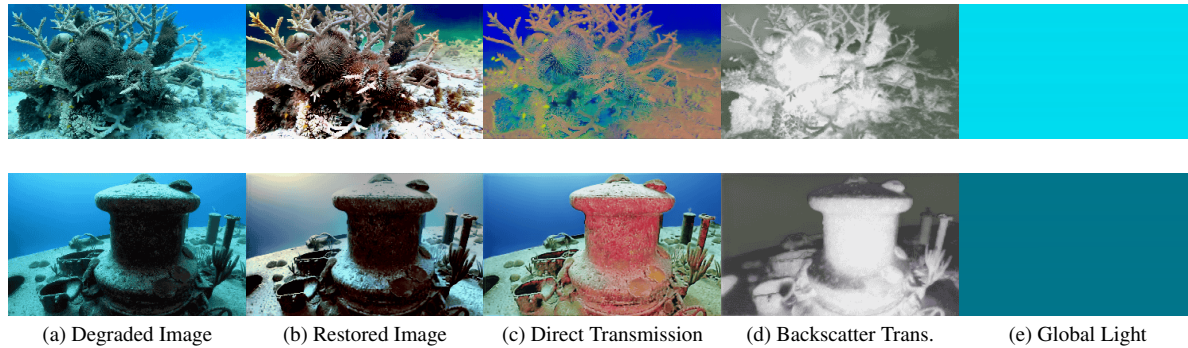 (a) Degraded Image (b) Restored Image (c) Direct Transmission (d) Backscatter Trans. (e) Global Light